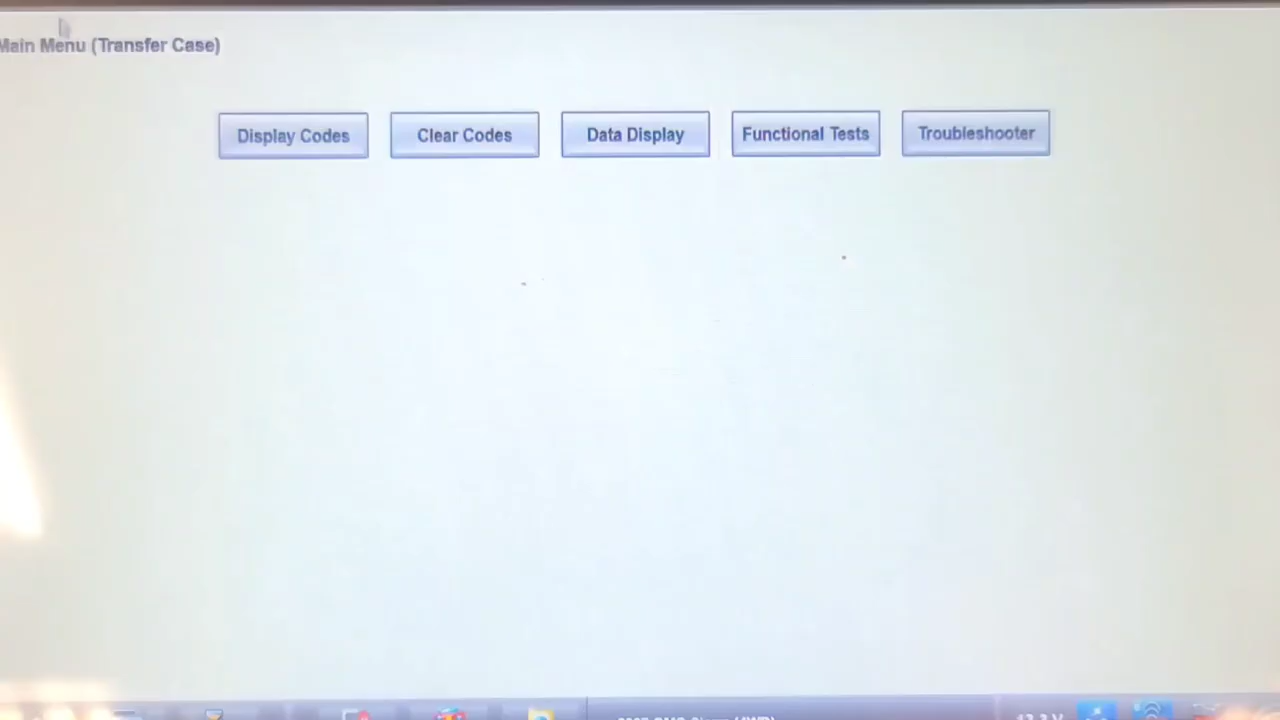 Main Menu (Transfer Case)
Display Codes
Clear Codes
Data Display
Functional Tests
Troubleshooter